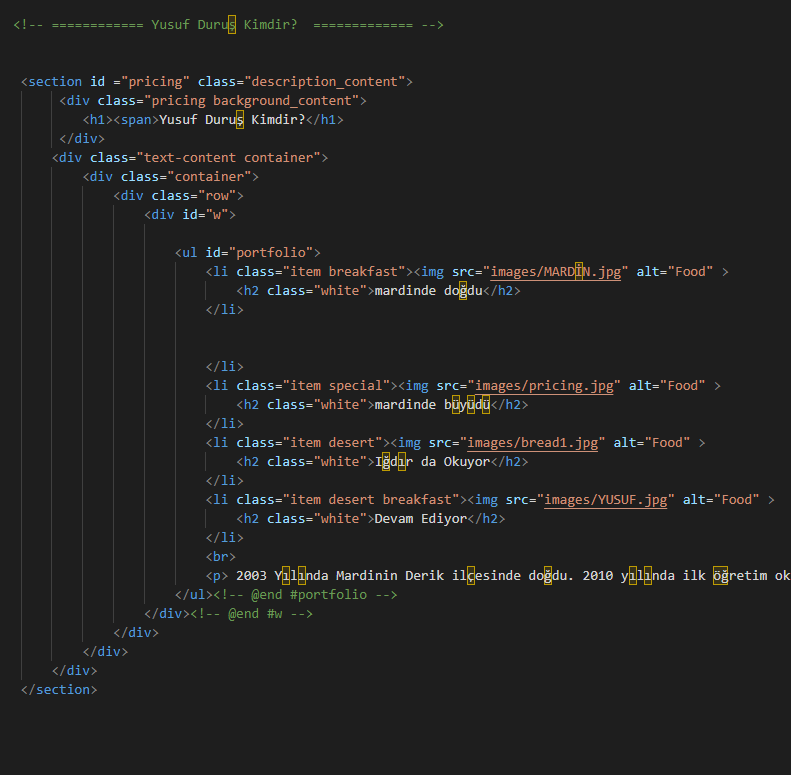 <!-- ============ Yusuf Duruş Kimdir?  ============= -->
<section id ="pricing" class="description_content">
<div class="pricing background_content">
<h1><span>Yusuf Duruş Kimdir?</h1>
</div>
<div class="text-content container">
<div class="container">
<div class="row">
<div id="w">
<ul id="portfolio">
<li class="item breakfast"><img src="images/MARDİN.jpg" alt="Food" >
<h2 class="white">mardinde doğdu</h2>
</li>
</li>
<li class="item special"><img src="images/pricing.jpg" alt="Food" >
<h2 class="white">mardinde büyüdü</h2>
</li>
<li class="item desert"><img src="images/bread1.jpg" alt="Food" >
<h2 class="white">Iğdır da Okuyor</h2>
</li>
<li class="item desert breakfast"><img src="images/YUSUF.jpg" alt="Food" >
<h2 class="white">Devam Ediyor</h2>
</li>
<br>
<p> 2003 Yılında Mardinin Derik ilçesinde doğdu. 2010 yılında ilk öğretim ok
</ul><!-- @end #portfolio -->
</div><!-- @end #w -->
</div>
</div>
</div>
</section>